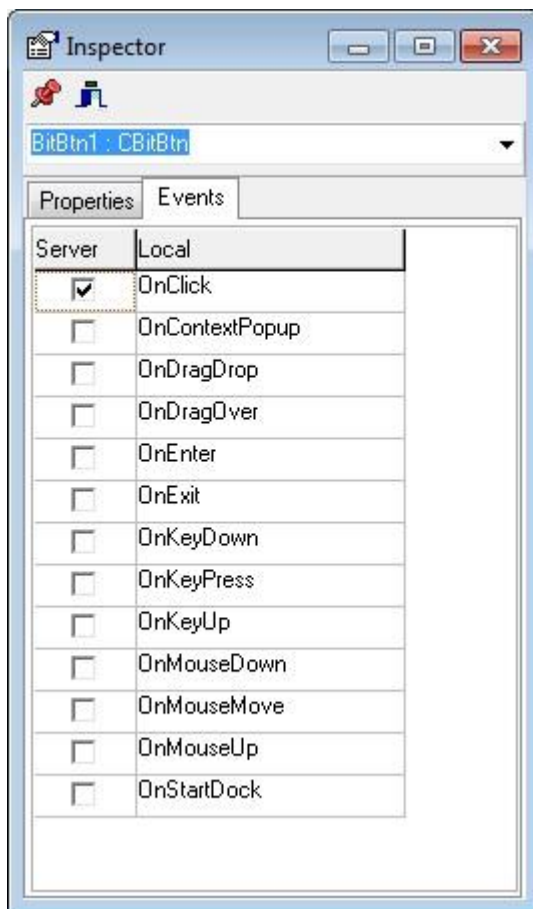 Inspector
BitBtn1 : CBitBtn
Properties Events
Server Local
OnClick
OnContextPopup
OnDragDrop
OnDragOver
OnEnter
OnExit
OnKeyDown
OnKeyPress
OnKeyUp
OnMouseDown
OnMouseMove
OnMouseUp
OnStartDock